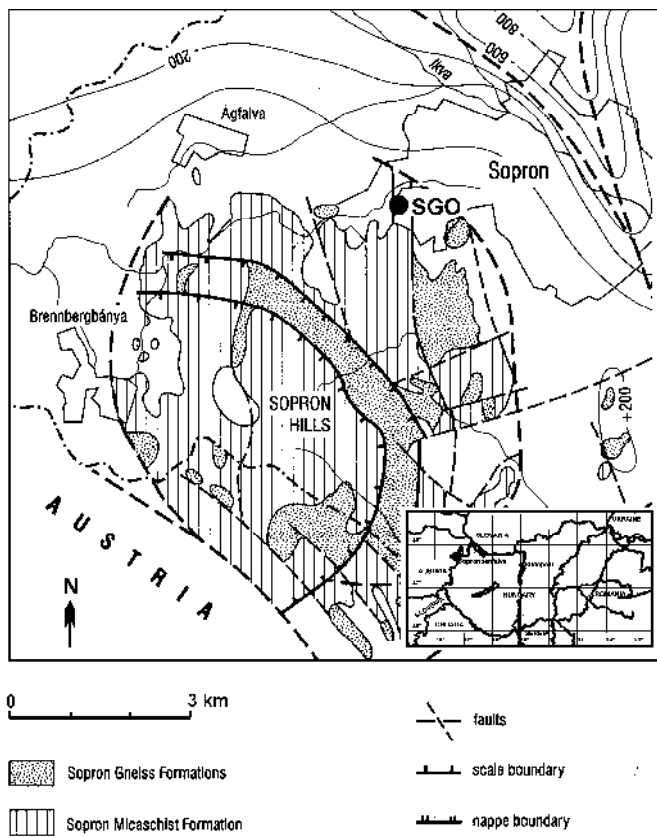 800
600
200
Ikva
Ágfalva
Sopron
SGO
Brennbergbánya
SOPRON
HILLS
+200
AUSTRIA
N
SLOVAKIA
UKRAINE
HUNGARY
ROMANIA
CROATIA
0 3 km
faults
Sopron Gneiss Formations
scale boundary
Sopron Micaschist Formation
nappe boundary